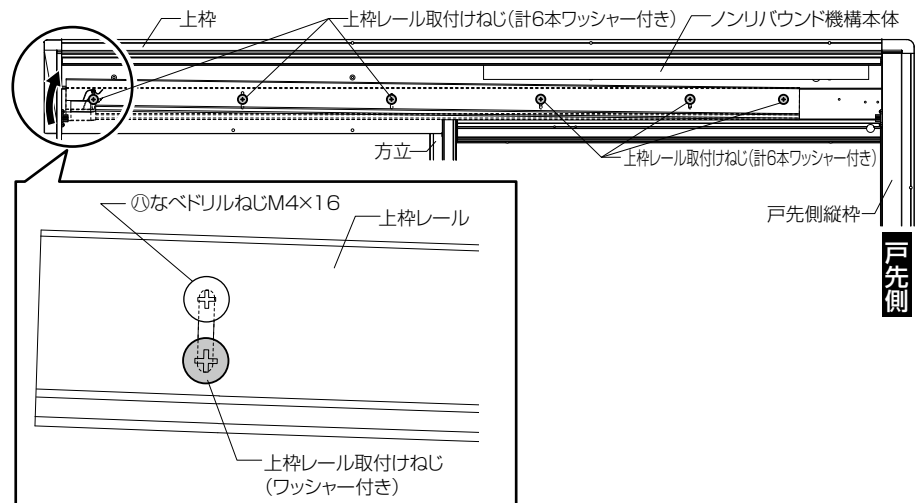 上枠
上枠レール取付けねじ(計6本ワッシャー付き)
ノンリバウンド機構本体
方立
上枠レール取付けねじ(計6本ワッシャー付き)
戸先側縦枠
戸先側
㋩なべドリルねじM4×16
上枠レール
上枠レール取付けねじ
(ワッシャー付き)